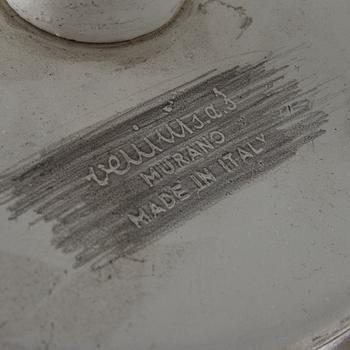 venini s.a.s
MURANO
MADE IN ITALY